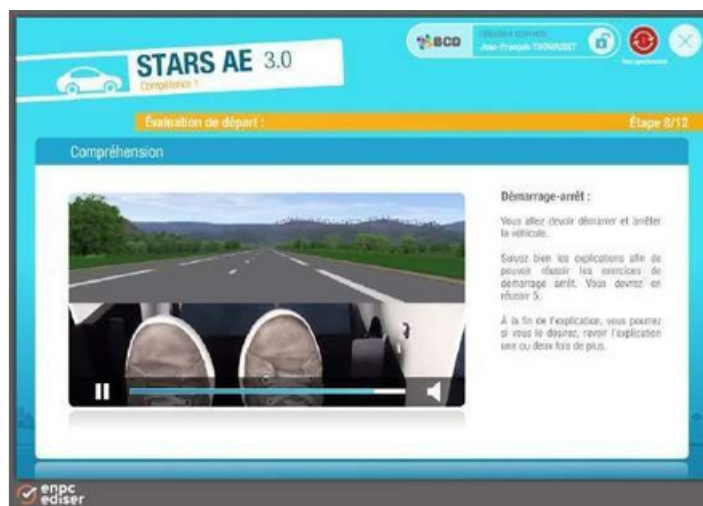 BCD
STARS AE 3.0
Compétence 1
Évaluation de départ :
Étape 8/12
Compréhension
Démarrage-arrêt :
Vous allez devoir démarrer et arrêter
la véhicule.
Suivez bien les explications afin de
pouvoir réussir les exercices de
démarrage arrêt. Vous devrez en
réussir 5.
À la fin de l'explication, vous pourrez
si vous le désirez, revoir l'explication
une ou deux fois de plus.
enpc
ediser